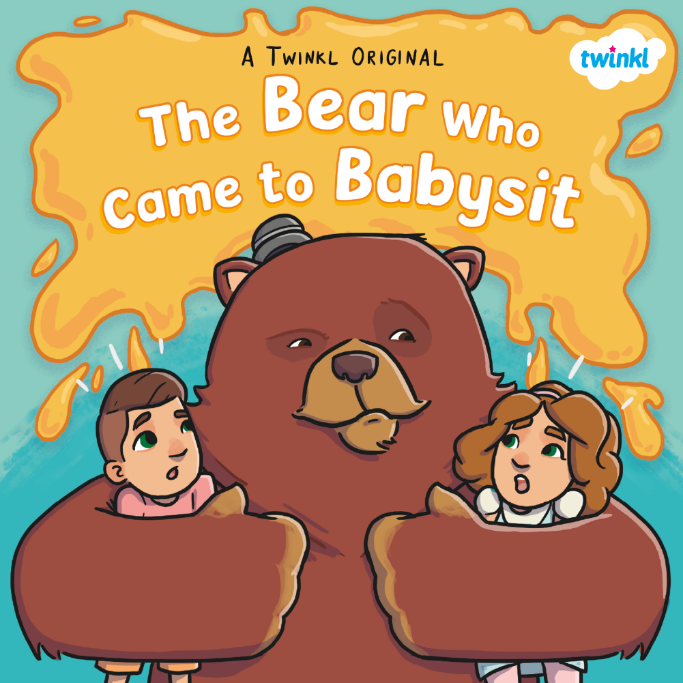 A Twinkl Original
twinkl
The Bear Who
Came to Babysit